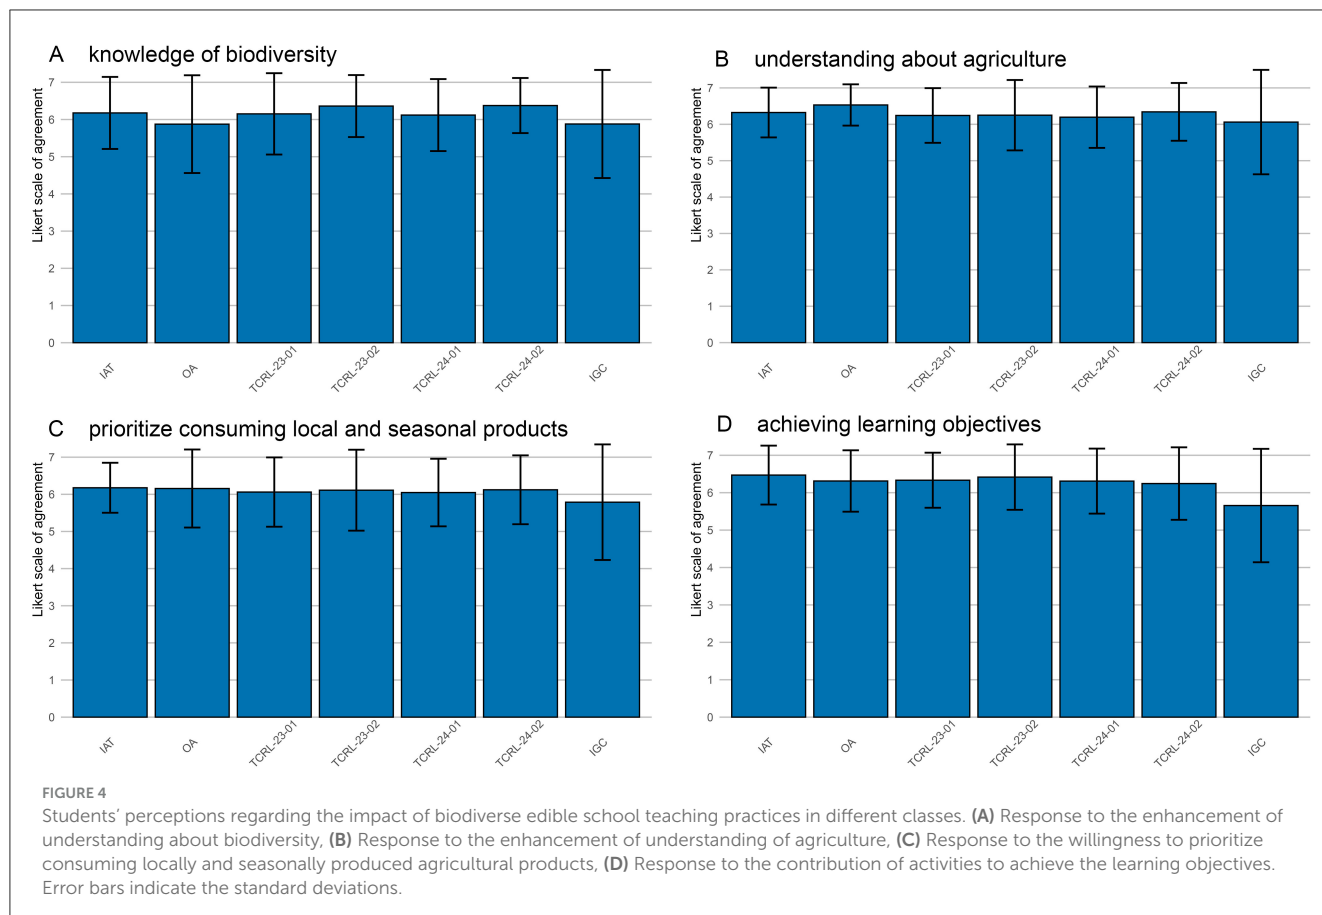 A knowledge of biodiversity
Likert scale of agreement
7
6
5
4
3
2
1
0
IAT
OA
TCRL-23-01
TCRL-23-02
TCRL-24-01
TCRL-24-02
IGC
B understanding about agriculture
Likert scale of agreement
7
6
5
4
3
2
1
0
IAT
OA
TCRL-23-01
TCRL-23-02
TCRL-24-01
TCRL-24-02
IGC
C prioritize consuming local and seasonal products
Likert scale of agreement
7
6
5
4
3
2
1
0
IAT
OA
TCRL-23-01
TCRL-23-02
TCRL-24-01
TCRL-24-02
IGC
D achieving learning objectives
Likert scale of agreement
7
6
5
4
3
2
1
0
IAT
OA
TCRL-23-01
TCRL-23-02
TCRL-24-01
TCRL-24-02
IGC
FIGURE 4
Students’ perceptions regarding the impact of biodiverse edible school teaching practices in different classes. (A) Response to the enhancement of
understanding about biodiversity, (B) Response to the enhancement of understanding of agriculture, (C) Response to the willingness to prioritize
consuming locally and seasonally produced agricultural products, (D) Response to the contribution of activities to achieve the learning objectives.
Error bars indicate the standard deviations.